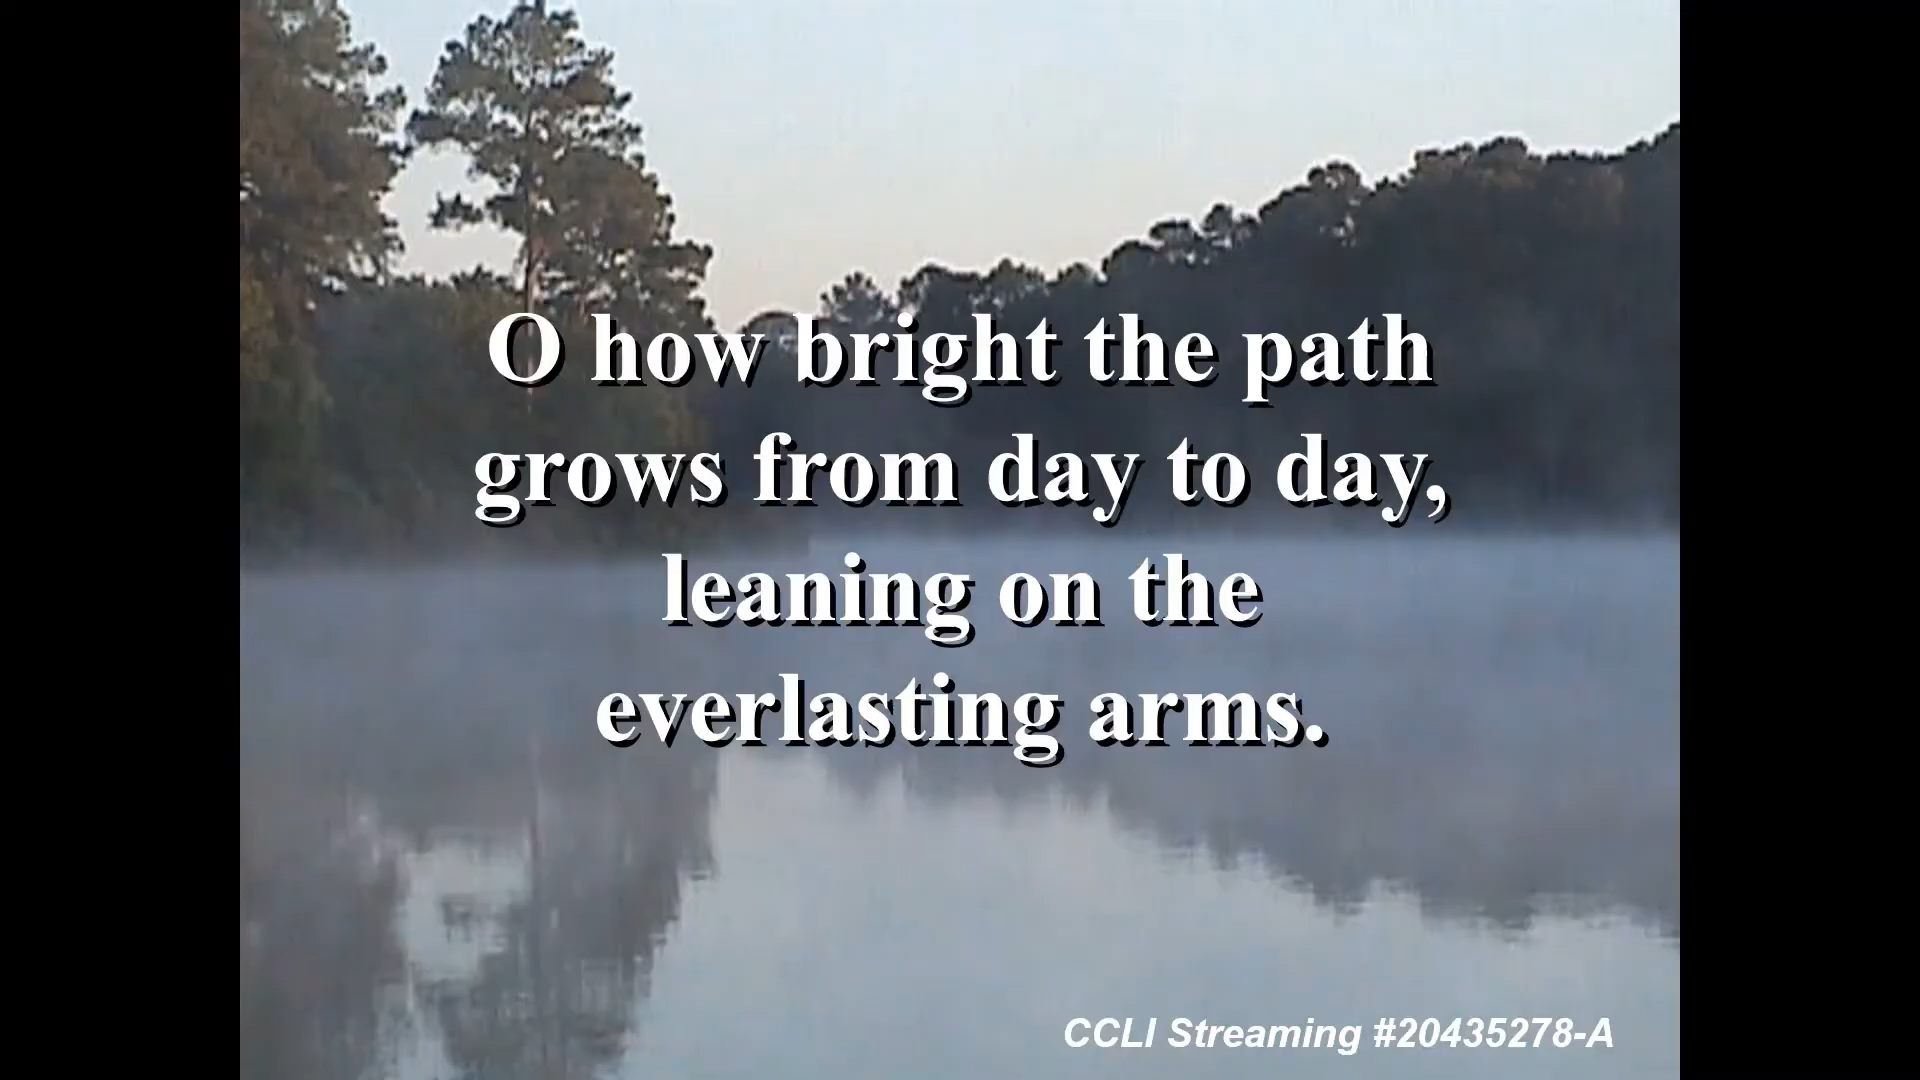 O how bright the path
grows from day to day,
leaning on the
everlasting arms.
CCLI Streaming #20435278-A